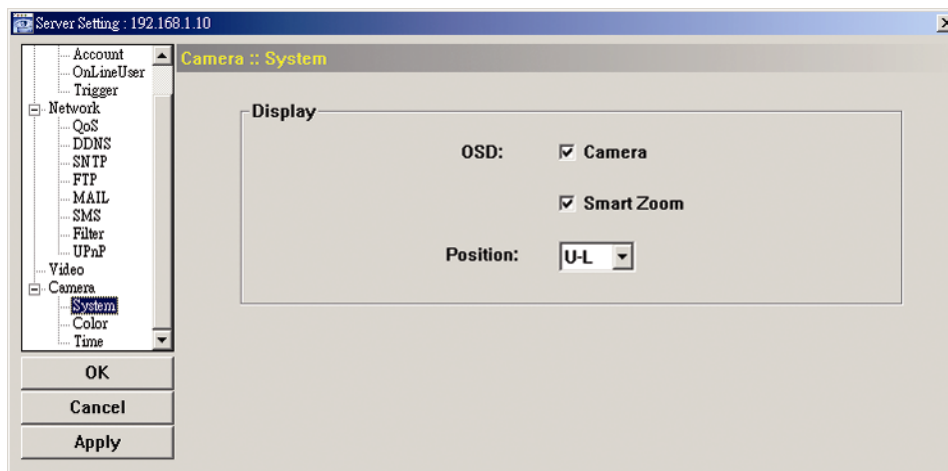 Server Setting : 192.168.1.10
Account
OnLineUser
Trigger
Network
QoS
DDNS
SNTP
FTP
MAIL
SMS
Filter
UPnP
Video
Camera
System
Color
Time
OK
Cancel
Apply
Camera :: System
Display
OSD: Camera
Smart Zoom
Position: U-L